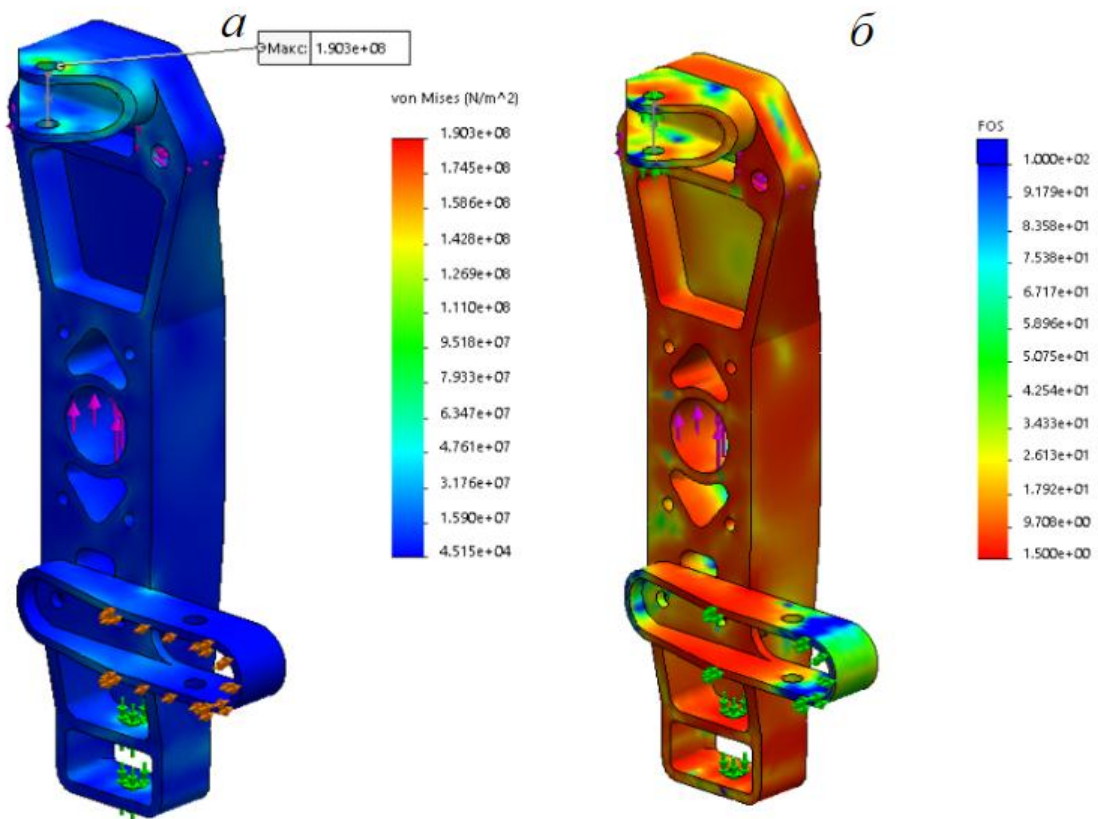 а
Макс: 1.903e+08
von Mises (N/m^2)
1.903e+08
1.745e+08
1.586e+08
1.428e+08
1.269e+08
1.110e+08
9.518e+07
7.933e+07
6.347e+07
4.761e+07
3.176e+07
1.590e+07
4.515e+04
б
FOS
1.000e+02
9.179e+01
8.358e+01
7.538e+01
6.717e+01
5.896e+01
5.075e+01
4.254e+01
3.433e+01
2.613e+01
1.792e+01
9.708e+00
1.500e+00